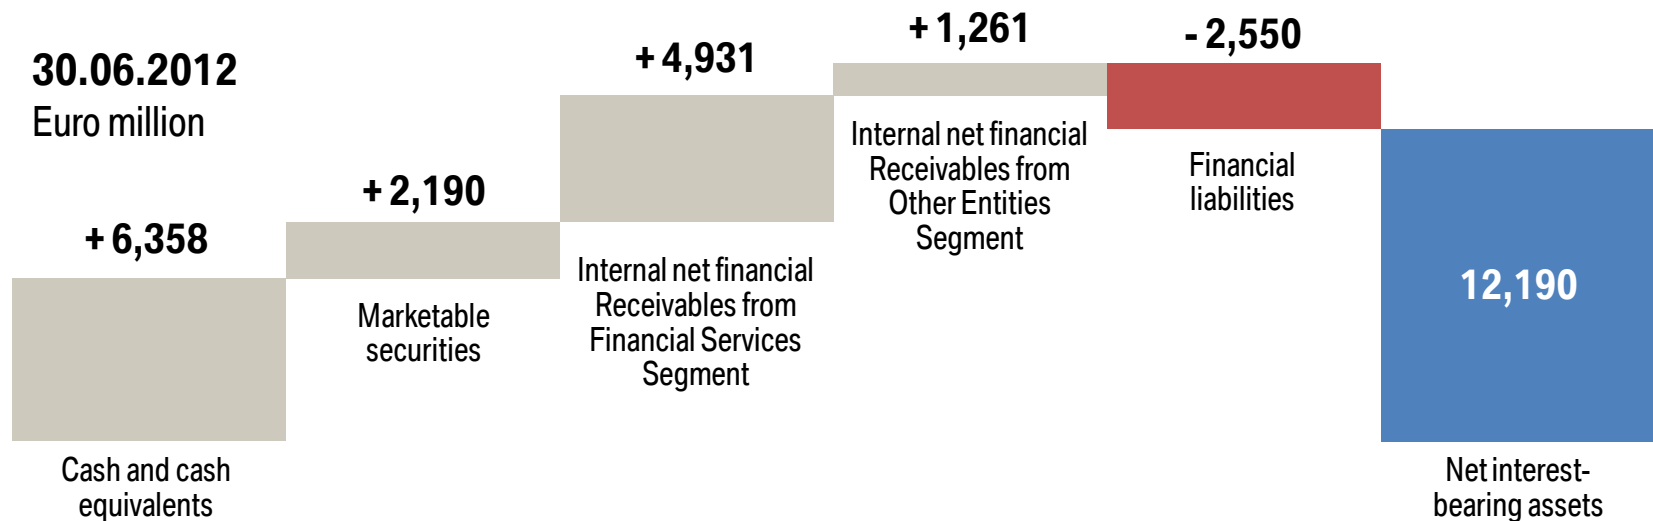 30.06.2012
Euro million
+ 6,358
Cash and cash
equivalents
+ 2,190
Marketable
securities
+ 4,931
Internal net financial
Receivables from
Financial Services
Segment
+ 1,261
Internal net financial
Receivables from
Other Entities
Segment
- 2,550
Financial
liabilities
12,190
Net interest-
bearing assets